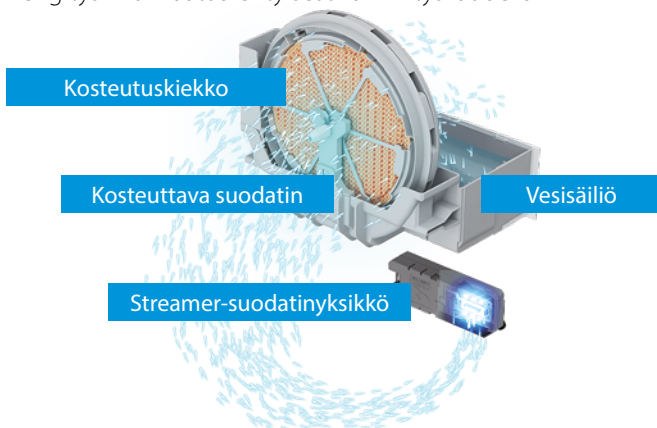 Kosteutuskiekko
Kosteuttava suodatin
Vesisäiliö
Streamer-suodatinyksikkö